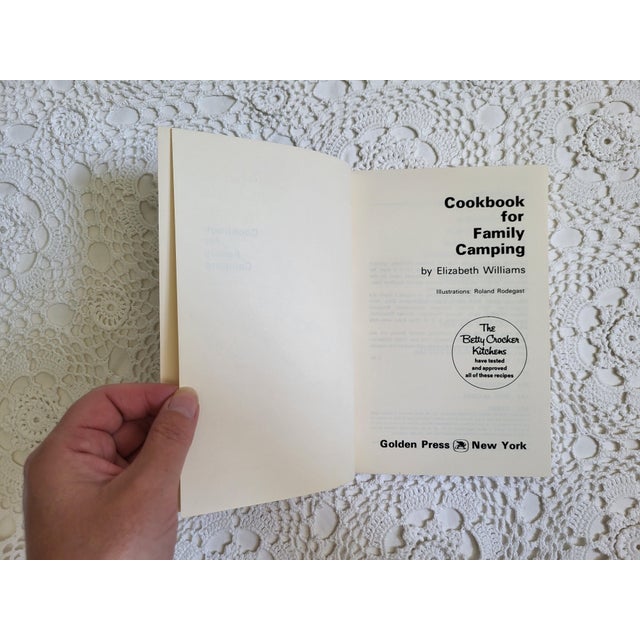 Cookbook
for
Family
Camping
by Elizabeth Williams
Illustrations: Roland Rodegast
The
Betty Crocker
Kitchens
have tested
and approved
all of these recipes
Golden Press New York